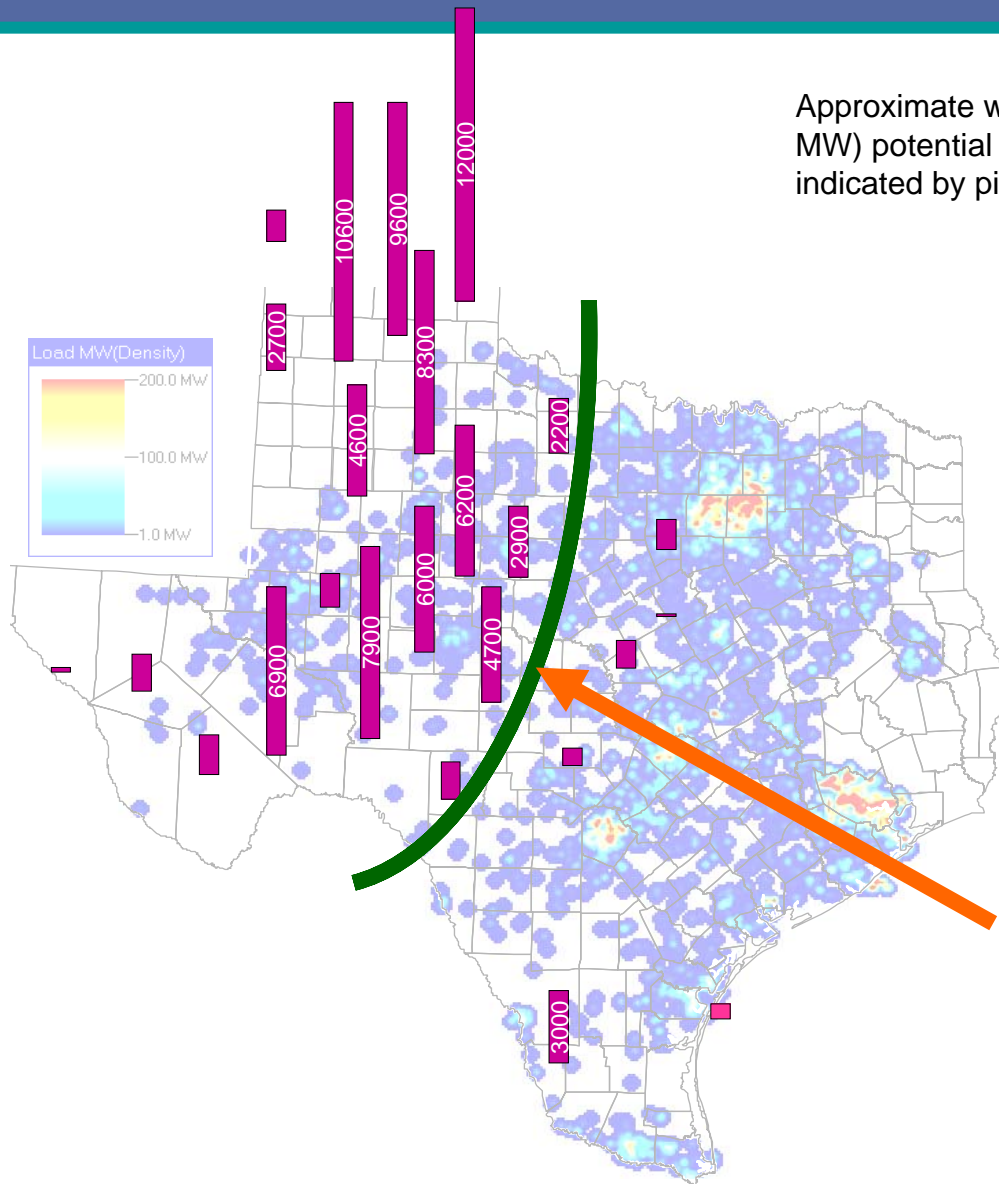 Approximate w
MW) potential
indicated by pi
12000
10600
9600
8300
2700
4600
2200
6200
2900
6000
7900
6900
4700
3000
Load MW(Density)
200.0 MW
100.0 MW
1.0 MW